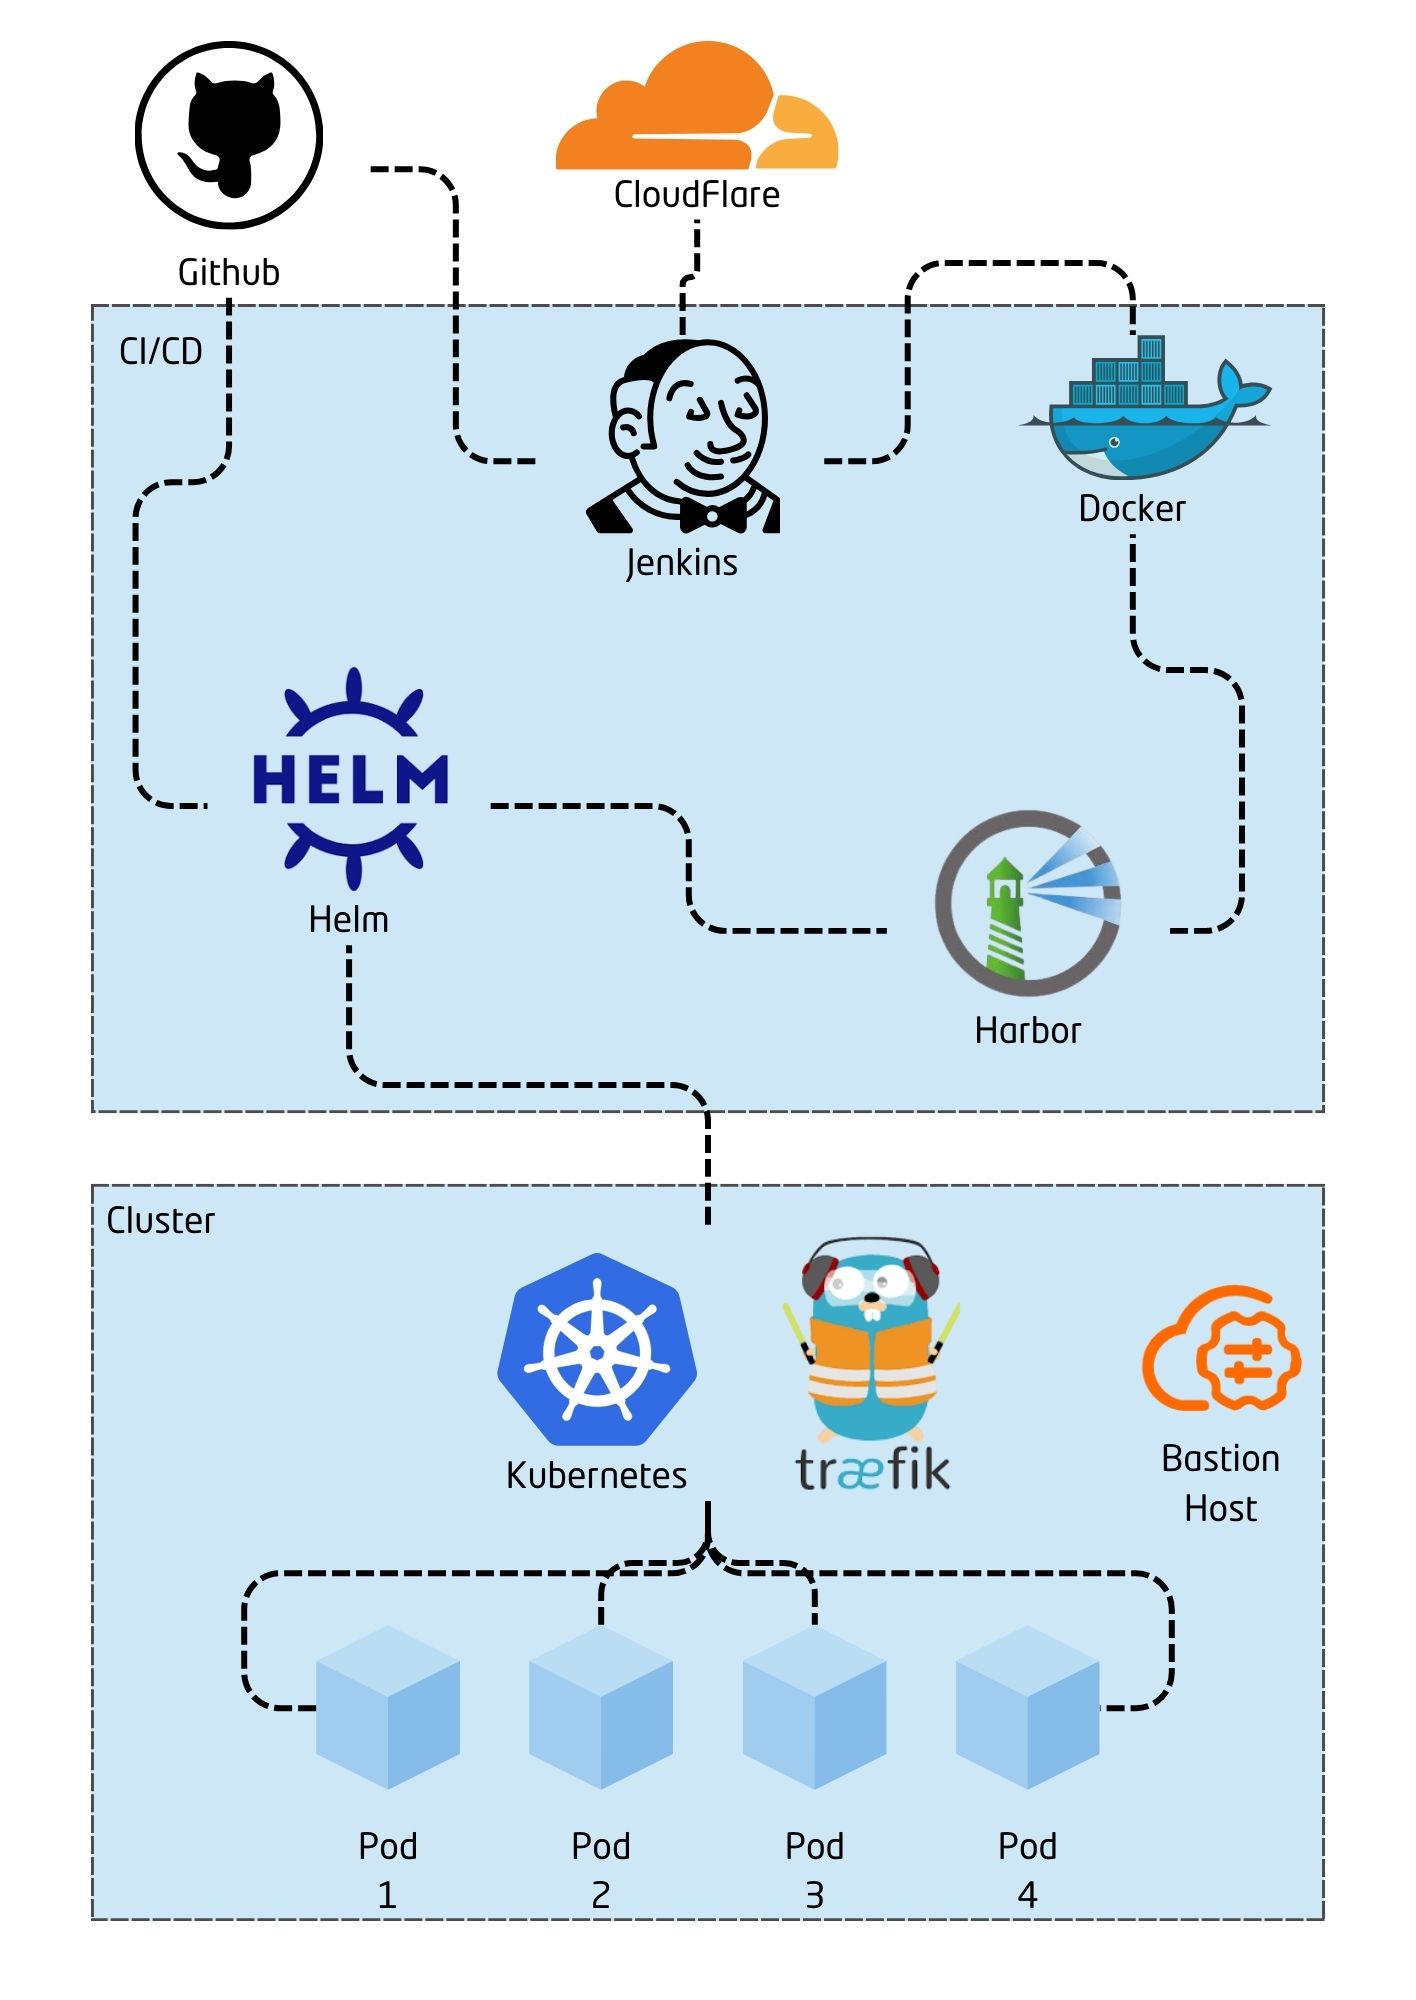 CloudFlare
Github
CI/CD
Docker
Jenkins
HELM
Helm
Harbor
Cluster
Kubernetes
træfik
Bastion
Host
Pod
1
Pod
2
Pod
3
Pod
4